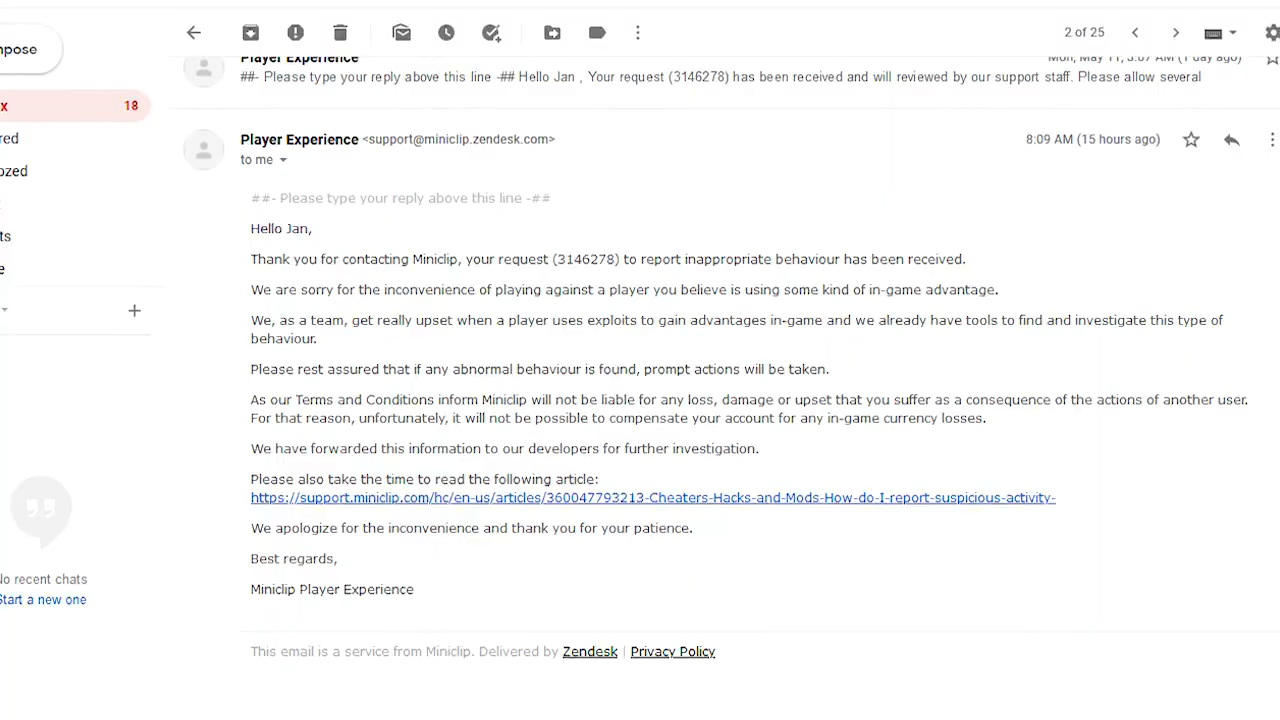 2 of 25
mpose
Player Experience
Mon, May 11, 3:07 AM (1 day ago)
##- Please type your reply above this line -## Hello Jan , Your request (3146278) has been received and will reviewed by our support staff. Please allow several
x 18
red
ozed
ts
e
Player Experience <support@miniclip.zendesk.com>
8:09 AM (15 hours ago)
to me
##- Please type your reply above this line -##
Hello Jan,
Thank you for contacting Miniclip, your request (3146278) to report inappropriate behaviour has been received.
We are sorry for the inconvenience of playing against a player you believe is using some kind of in-game advantage.
We, as a team, get really upset when a player uses exploits to gain advantages in-game and we already have tools to find and investigate this type of
behaviour.
Please rest assured that if any abnormal behaviour is found, prompt actions will be taken.
As our Terms and Conditions inform Miniclip will not be liable for any loss, damage or upset that you suffer as a consequence of the actions of another user.
For that reason, unfortunately, it will not be possible to compensate your account for any in-game currency losses.
We have forwarded this information to our developers for further investigation.
Please also take the time to read the following article:
https://support.miniclip.com/hc/en-us/articles/360047793213-Cheaters-Hacks-and-Mods-How-do-I-report-suspicious-activity-
We apologize for the inconvenience and thank you for your patience.
Best regards,
Miniclip Player Experience
No recent chats
Start a new one
This email is a service from Miniclip. Delivered by Zendesk | Privacy Policy